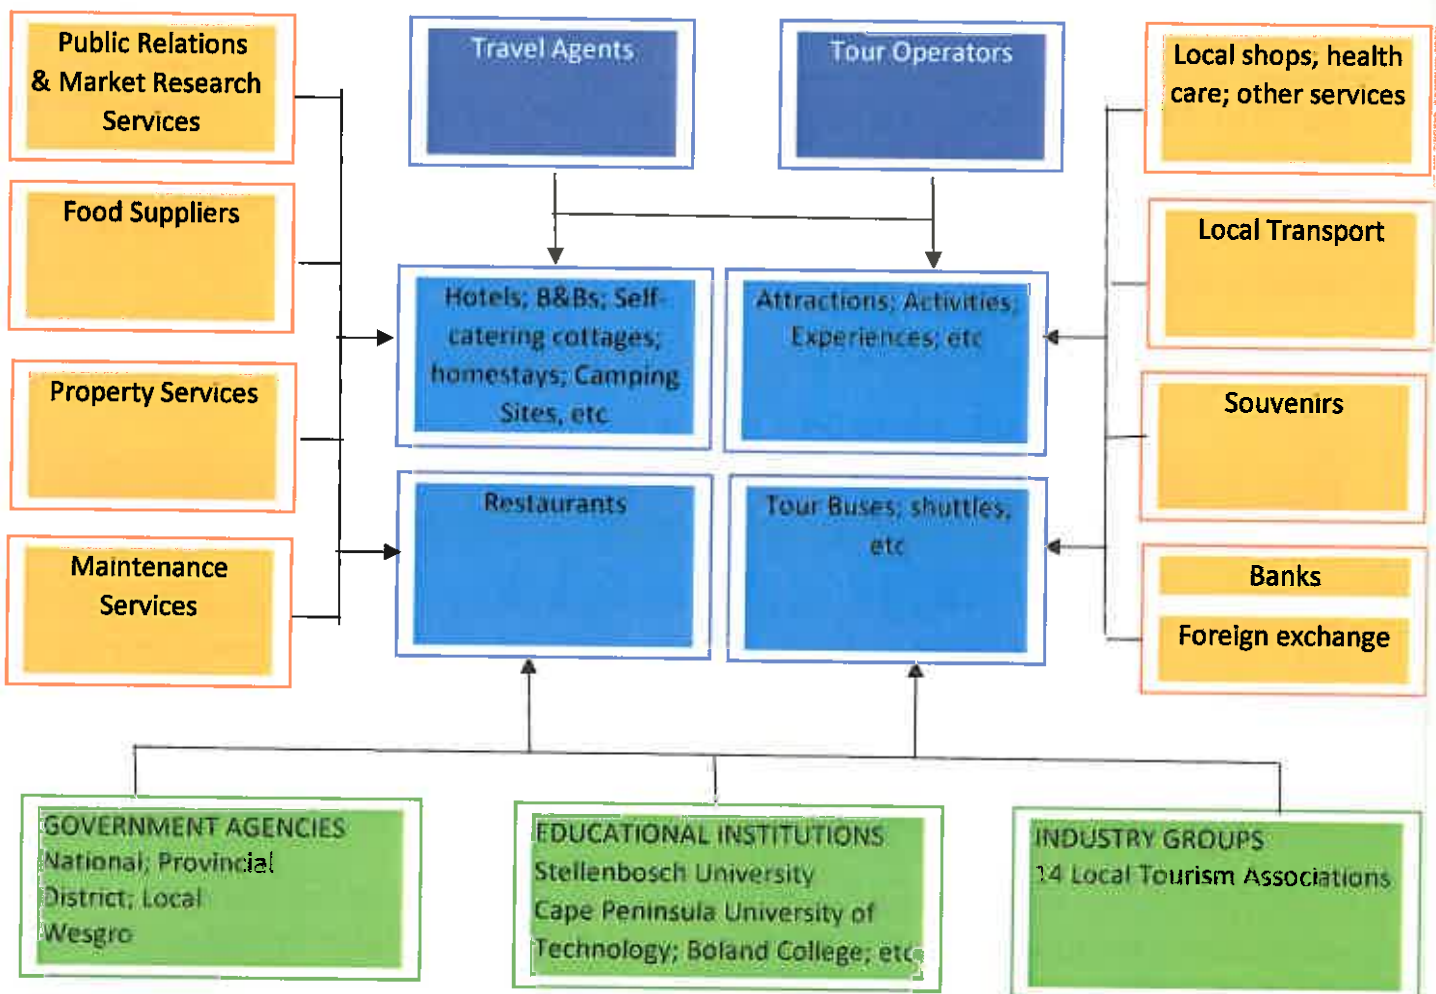 Public Relations
& Market Research
Services
Travel Agents
Tour Operators
Local shops; health
care; other services
Food Suppliers
Local Transport
Hotels; B&Bs; Self-
catering cottages;
homestays; Camping
Sites, etc
Attractions; Activities;
Experiences; etc
Property Services
Souvenirs
Restaurants
Tour Buses; shuttles,
etc
Maintenance
Services
Banks
Foreign exchange
GOVERNMENT AGENCIES
National; Provincial
District; Local
Wesgro
EDUCATIONAL INSTITUTIONS
Stellenbosch University
Cape Peninsula University of
Technology; Boland College; etc
INDUSTRY GROUPS
14 Local Tourism Associations